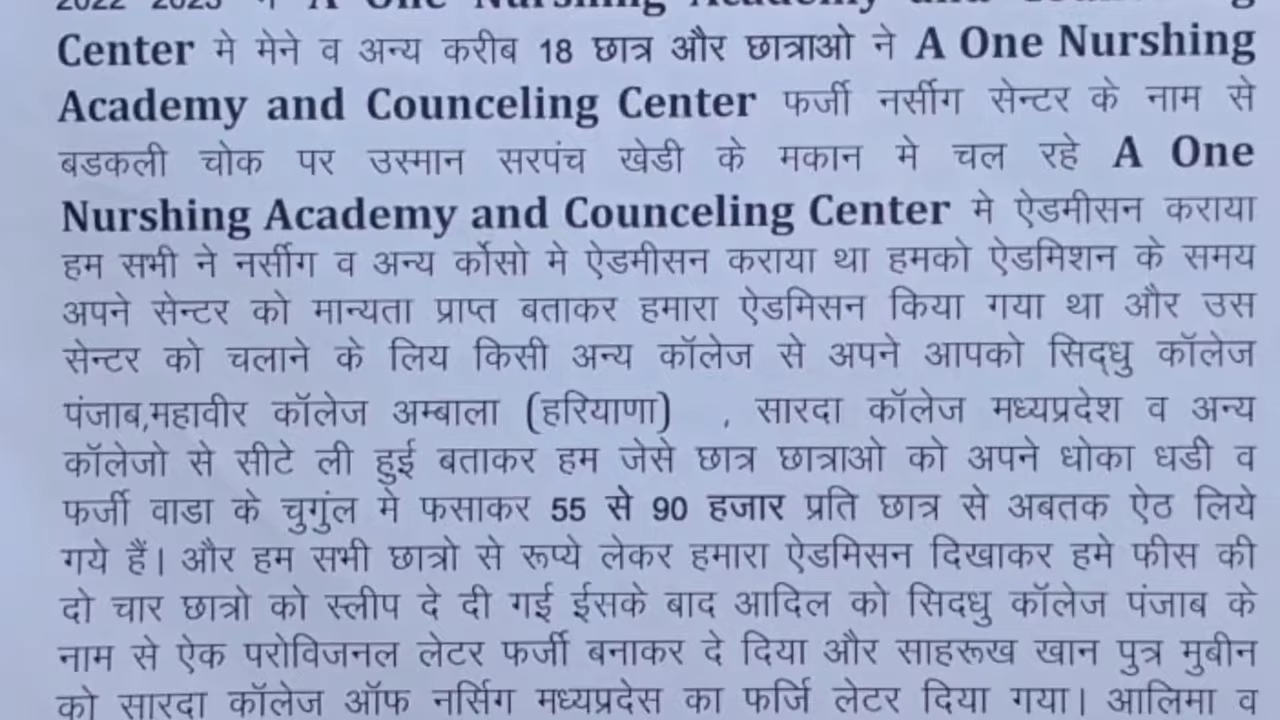 2022 2023 मे A One Nurshing Academy and Counceling
Center मे मेने व अन्य करीब 18 छात्र और छात्राओ ने A One Nurshing
Academy and Counceling Center फर्जी नर्सीग सेन्टर के नाम से
बडकली चोक पर उस्मान सरपंच खेडी के मकान मे चल रहे A One
Nurshing Academy and Counceling Center मे ऐडमीसन कराया
हम सभी ने नर्सीग व अन्य र्कोसो मे ऐडमीसन कराया था हमको ऐडमिशन के समय
अपने सेन्टर को मान्यता प्राप्त बताकर हमारा ऐडमिसन किया गया था और उस
सेन्टर को चलाने के लिय किसी अन्य कॉलेज से अपने आपको सिद्धु कॉलेज
पंजाब,महावीर कॉलेज अम्बाला (हरियाणा) , सारदा कॉलेज मध्यप्रदेश व अन्य
कॉलेजो से सीटे ली हुई बताकर हम जेसे छात्र छात्राओ को अपने धोका धडी व
फर्जी वाडा के चुगुंल मे फसाकर 55 से 90 हजार प्रति छात्र से अबतक ऐठ लिये
गये हैं। और हम सभी छात्रो से रूप्ये लेकर हमारा ऐडमिसन दिखाकर हमे फीस की
दो चार छात्रो को स्लीप दे दी गई ईसके बाद आदिल को सिदधु कॉलेज पंजाब के
नाम से ऐक परोविजनल लेटर फर्जी बनाकर दे दिया और साहरूख खान पुत्र मुबीन
को सारदा कॉलेज ऑफ नर्सिग मध्यप्रदेस का फर्जि लेटर दिया गया। आलिमा व